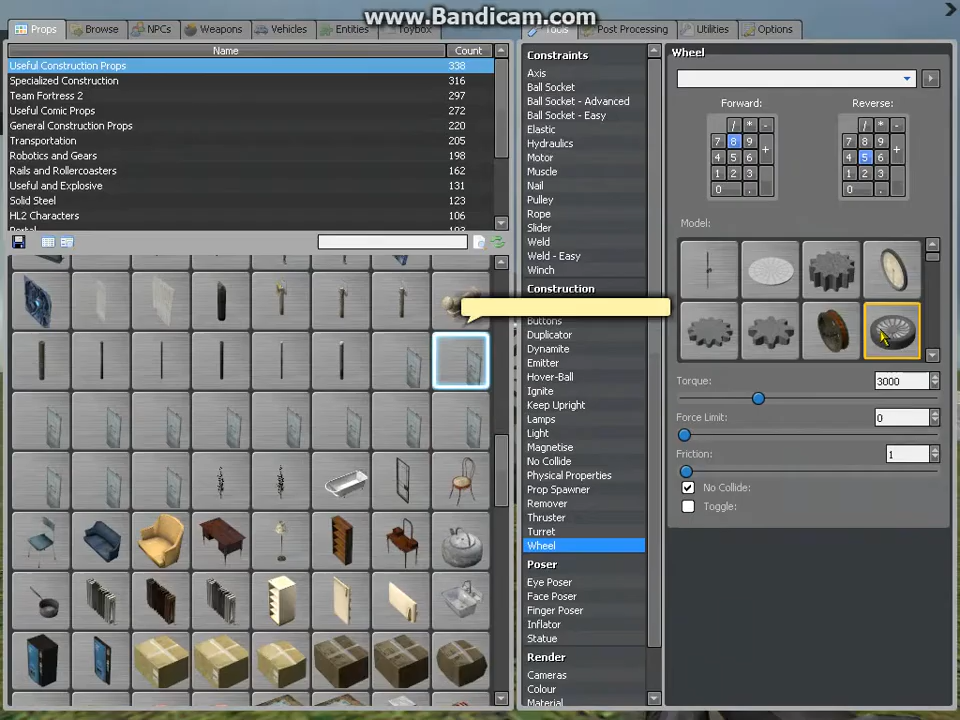 www.Bandicam.com
Props
Browse
NPCs
Weapons
Vehicles
Entities
Toybox
Tools
Post Processing
Utilities
Options
Name
Count
Useful Construction Props
338
Specialized Construction
316
Team Fortress 2
297
Useful Comic Props
272
General Construction Props
220
Transportation
205
Robotics and Gears
198
Rails and Rollercoasters
162
Useful and Explosive
131
Solid Steel
123
HL2 Characters
106
Portal
Constraints
Axis
Ball Socket
Ball Socket - Advanced
Ball Socket - Easy
Elastic
Hydraulics
Motor
Muscle
Nail
Pulley
Rope
Slider
Weld
Weld - Easy
Winch
Construction
Buttons
Duplicator
Dynamite
Emitter
Hover-Ball
Ignite
Keep Upright
Lamps
Light
Magnetise
No Collide
Physical Properties
Prop Spawner
Remover
Thruster
Turret
Wheel
Poser
Eye Poser
Face Poser
Finger Poser
Inflator
Statue
Render
Cameras
Colour
Material
Wheel
Forward:
Reverse:
/ * -
7 8 9 +
4 5 6
1 2 3
0 .
/ * -
7 8 9 +
4 5 6
1 2 3
0 .
Model:
Torque:
3000
Force Limit:
0
Friction:
1
No Collide:
Toggle: